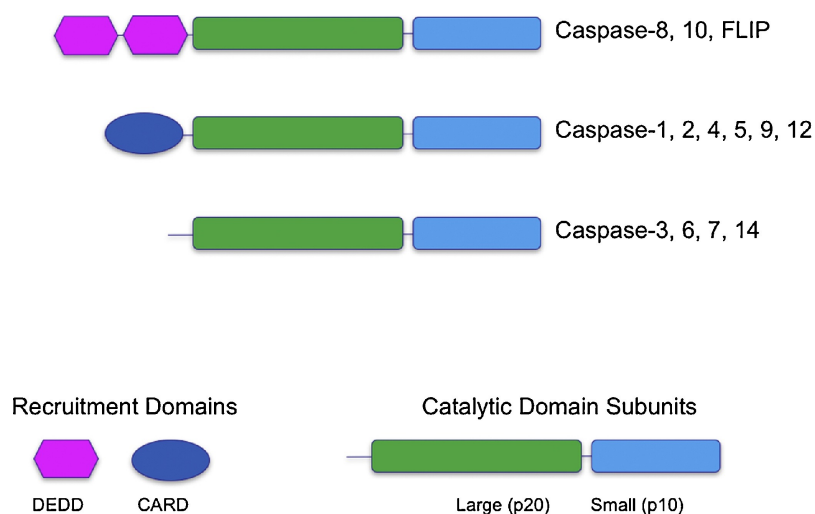 Caspase-8, 10, FLIP
Caspase-1, 2, 4, 5, 9, 12
Caspase-3, 6, 7, 14
Recruitment Domains
Catalytic Domain Subunits
DEDD
CARD
Large (p20)
Small (p10)